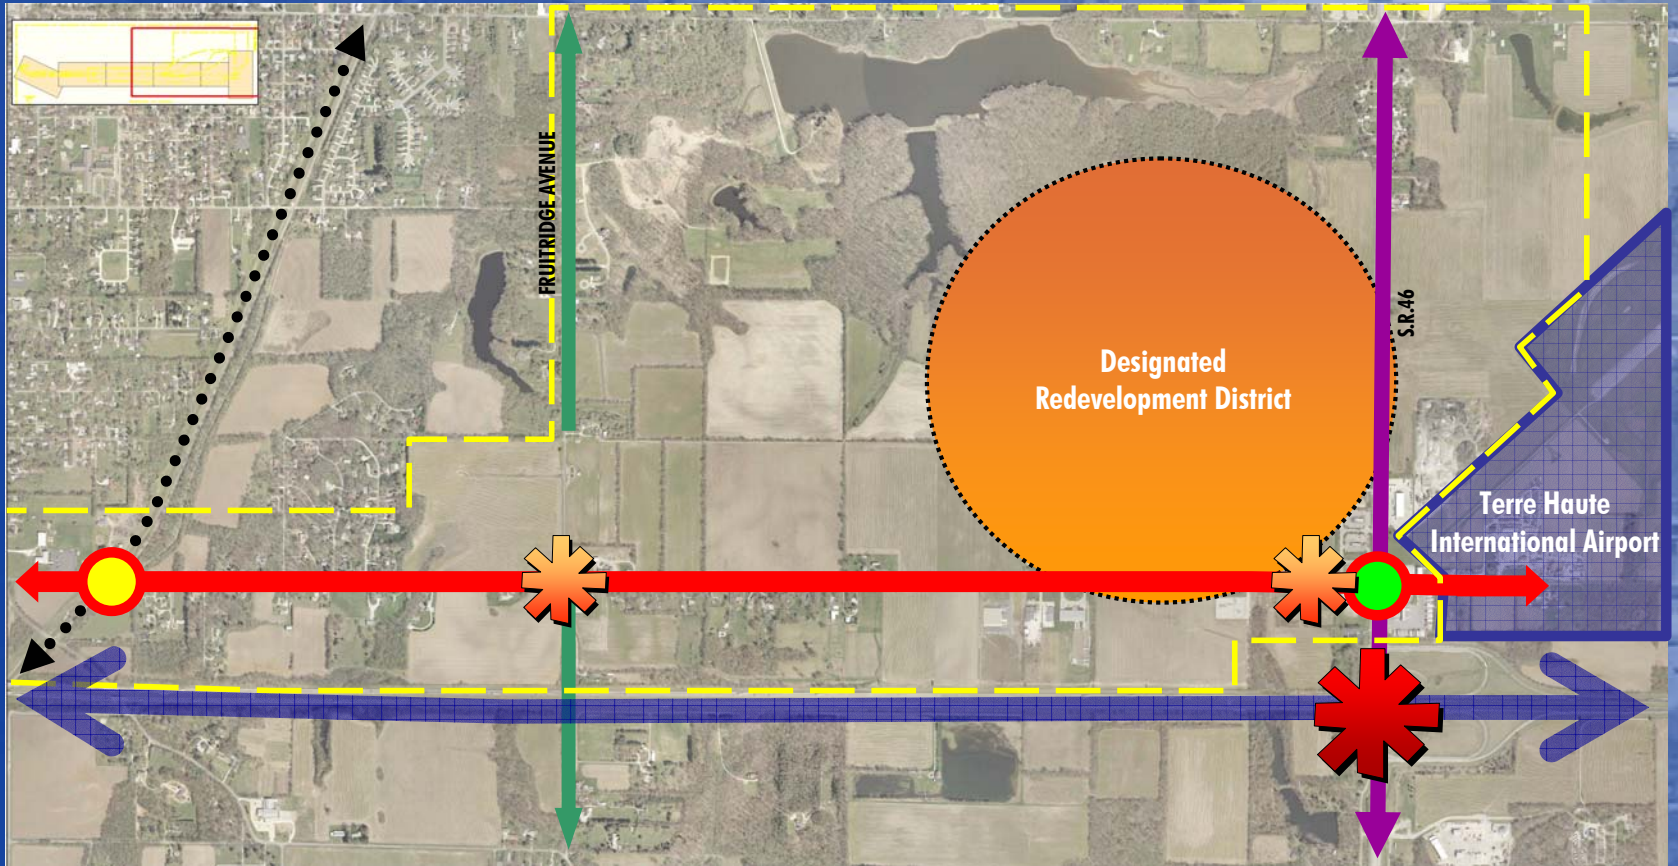 FRUITRIDGE AVENUE
S.R.46
Designated
Redevelopment District
Terre Haute
International Airport